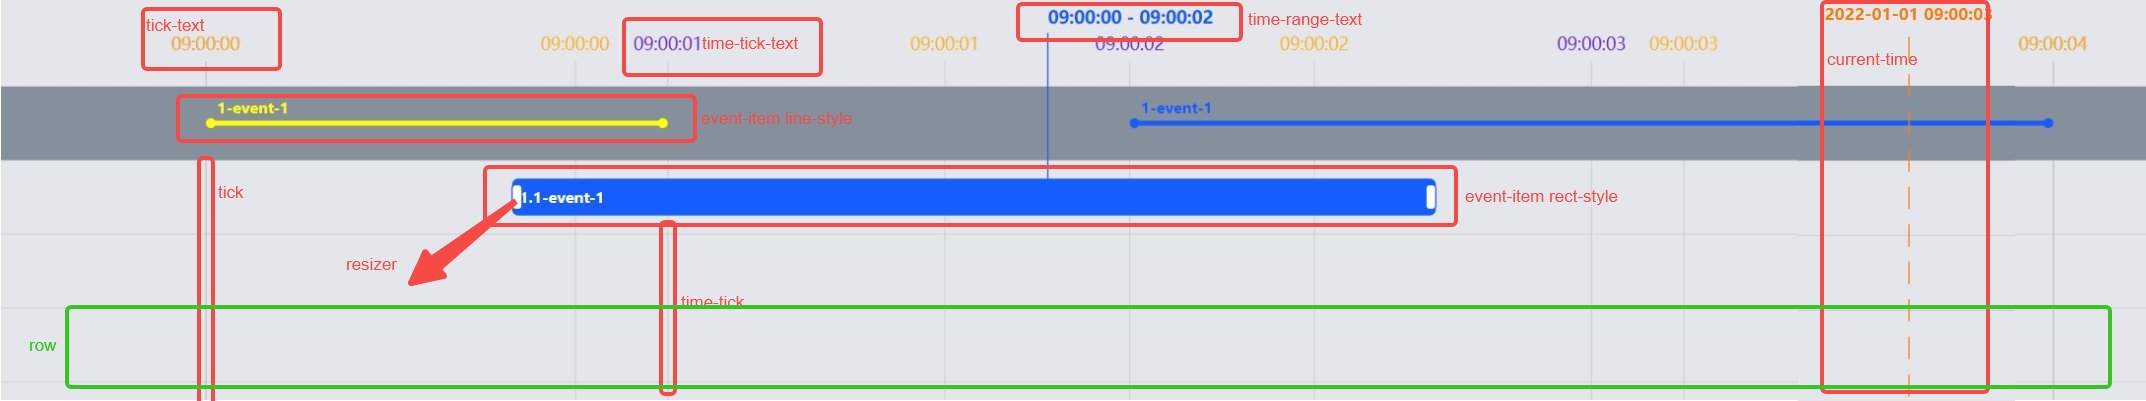 tick-text
09:00:00
09:00:00
09:00:01
time-tick-text
09:00:01
09:00:00 - 09:00:02
time-range-text
09:00:02
09:00:02
09:00:03
09:00:03
2022-01-01 09:00:03
current-time
09:00:04
1-event-1
event-item line-style
1-event-1
tick
1.1-event-1
event-item rect-style
resizer
time-tick
row